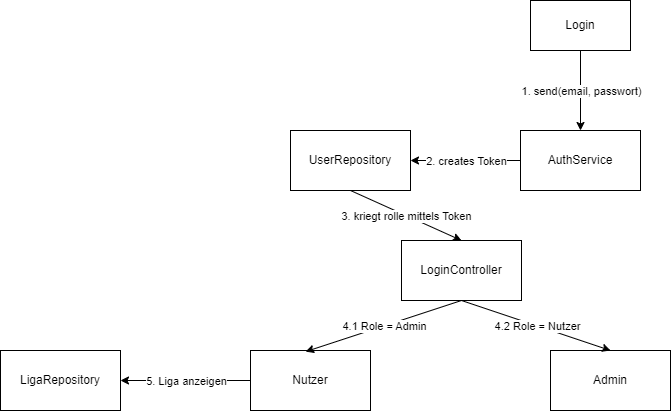 Login
1. send(email, passwort)
UserRepository
2. creates Token
AuthService
3. kriegt rolle mittels Token
LoginController
4.1 Role = Admin
4.2 Role = Nutzer
LigaRepository
5. Liga anzeigen
Nutzer
Admin